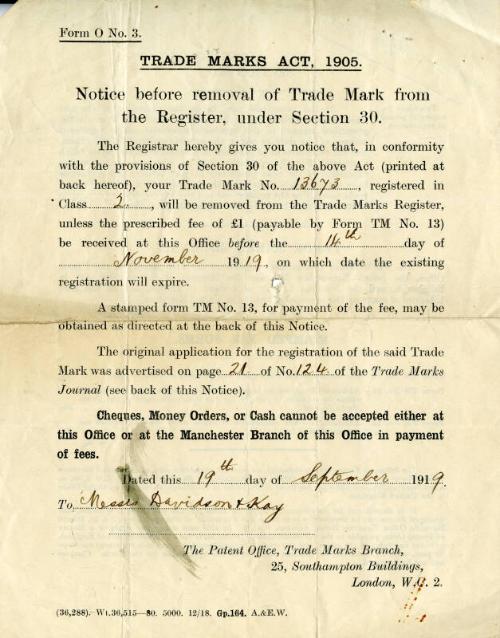 Form O No. 3.
TRADE MARKS ACT, 1905.
Notice before removal of Trade Mark from
the Register, under Section 30.
The Registrar hereby gives you notice that, in conformity
with the provisions of Section 30 of the above Act (printed at
back hereof), your Trade Mark No. 13673, registered in
Class 2, will be removed from the Trade Marks Register,
unless the prescribed fee of £1 (payable by Form TM No. 13)
be received at this Office before the 14th day of
November 1919, on which date the existing
registration will expire.
A stamped form TM No. 13, for payment of the fee, may be
obtained as directed at the back of this Notice.
The original application for the registration of the said Trade
Mark was advertised on page 21 of No. 124 of the Trade Marks
Journal (see back of this Notice).
Cheques, Money Orders, or Cash cannot be accepted either at
this Office or at the Manchester Branch of this Office in payment
of fees.
Dated this 19th day of September 1919.
To Messrs Davidson & Kay
The Patent Office, Trade Marks Branch,
25, Southampton Buildings,
London, W.C. 2.
(36,288).—Wt. 36,515—80. 5000. 12/18. Gp. 164. A.&E.W.